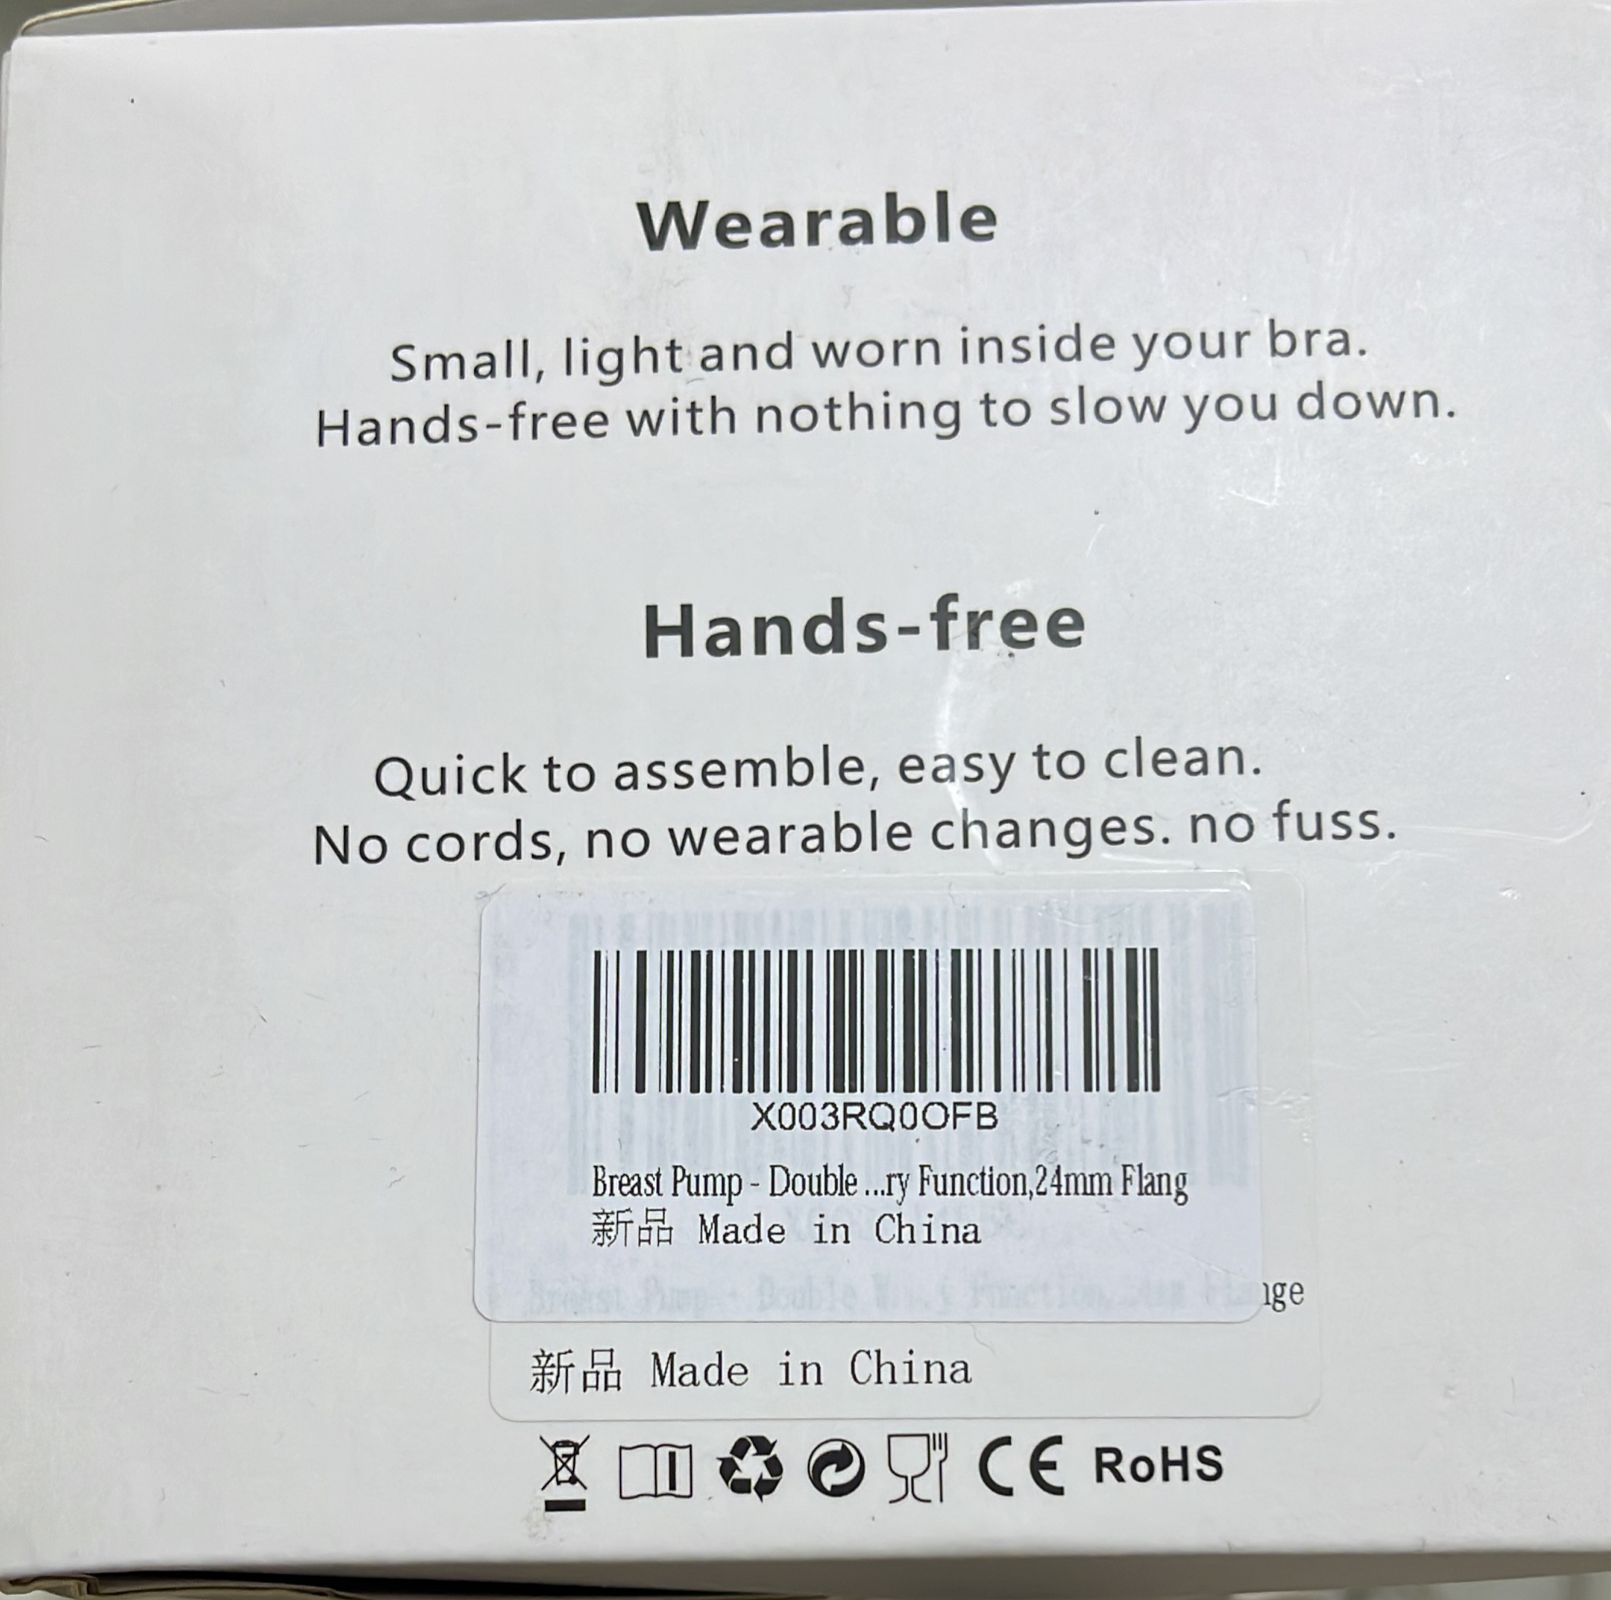 Wearable
Small, light and worn inside your bra.
Hands-free with nothing to slow you down.
Hands-free
Quick to assemble, easy to clean.
No cords, no wearable changes. no fuss.
X003RQ0OFB
Breast Pump - Double ...ry Function,24mm Flang
新品 Made in China
nge
新品 Made in China
CE RoHS